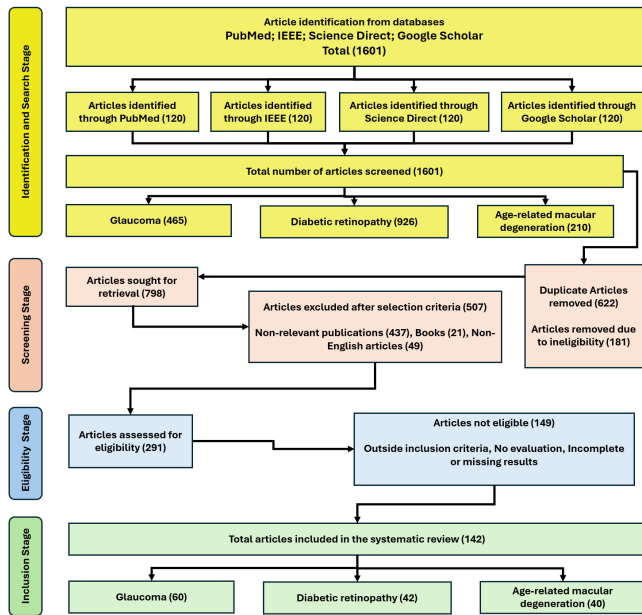 Article identification from databases
PubMed; IEEE; Science Direct; Google Scholar
Total (1601)
Identification and Search Stage
Articles identified
through PubMed (120)
Articles identified
through IEEE (120)
Articles identified through
Science Direct (120)
Articles identified through
Google Scholar (120)
Total number of articles screened (1601)
Glaucoma (465)
Diabetic retinopathy (926)
Age-related macular
degeneration (210)
Screening Stage
Articles sought for
retrieval (798)
Duplicate Articles
removed (622)
Articles removed due
to ineligibility (181)
Articles excluded after selection criteria (507)
Non-relevant publications (437), Books (21), Non-
English articles (49)
Eligibility Stage
Articles assessed for
eligibility (291)
Articles not eligible (149)
Outside inclusion criteria, No evaluation, Incomplete
or missing results
Inclusion Stage
Total articles included in the systematic review (142)
Glaucoma (60)
Diabetic retinopathy (42)
Age-related macular
degeneration (40)